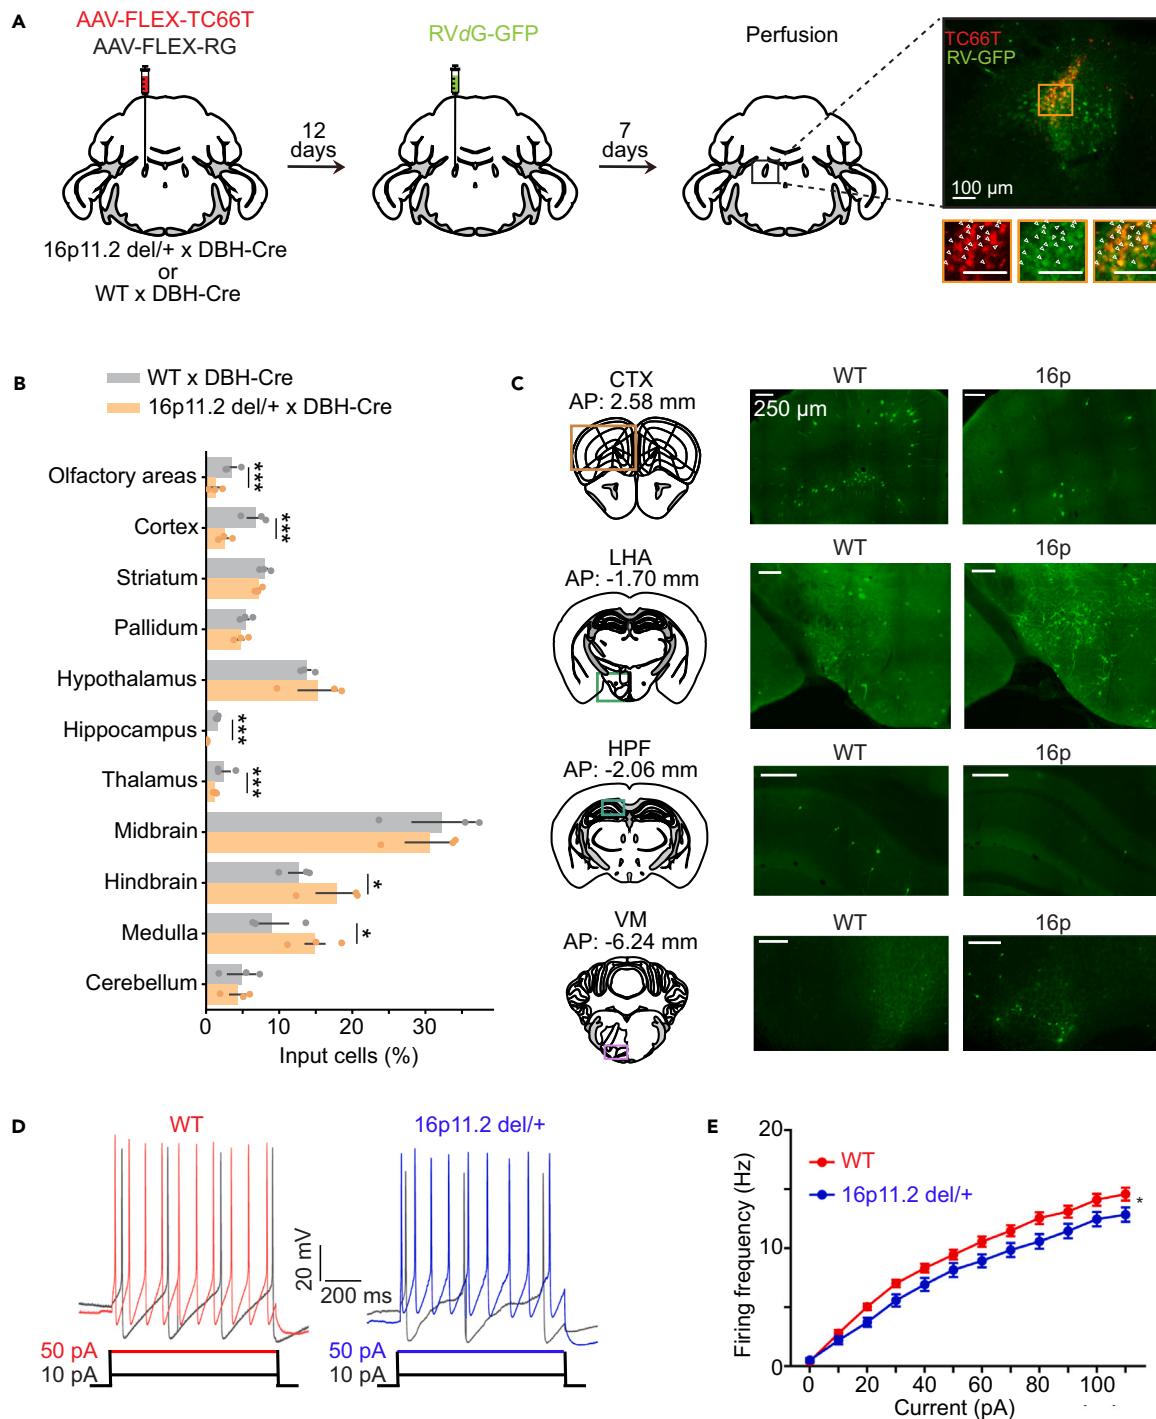 A
AAV-FLEX-TC66T
AAV-FLEX-RG
RVdG-GFP
Perfusion
12
days
7
days
16p11.2 del/+ x DBH-Cre
or
WT x DBH-Cre
TC66T
RV-GFP
100 µm
B
WT x DBH-Cre
16p11.2 del/+ x DBH-Cre
Olfactory areas
***
Cortex
***
Striatum
Pallidum
Hypothalamus
Hippocampus
***
Thalamus
***
Midbrain
Hindbrain
*
Medulla
*
Cerebellum
0 10 20 30
Input cells (%)
C
CTX
AP: 2.58 mm
WT
16p
250 µm
LHA
AP: -1.70 mm
WT
16p
HPF
AP: -2.06 mm
WT
16p
VM
AP: -6.24 mm
WT
16p
D
WT
16p11.2 del/+
20 mV
200 ms
50 pA
10 pA
50 pA
10 pA
E
20
10
0
Firing frequency (Hz)
WT
16p11.2 del/+
*
0 20 40 60 80 100
Current (pA)